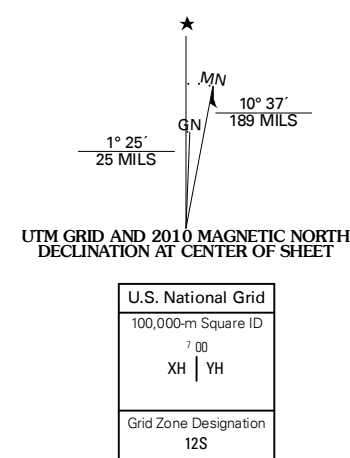 MN
GN
10° 37´
189 MILS
1° 25´
25 MILS
UTM GRID AND 2010 MAGNETIC NORTH
DECLINATION AT CENTER OF SHEET
U.S. National Grid
100,000-m Square ID
7 00
XH | YH
Grid Zone Designation
12S